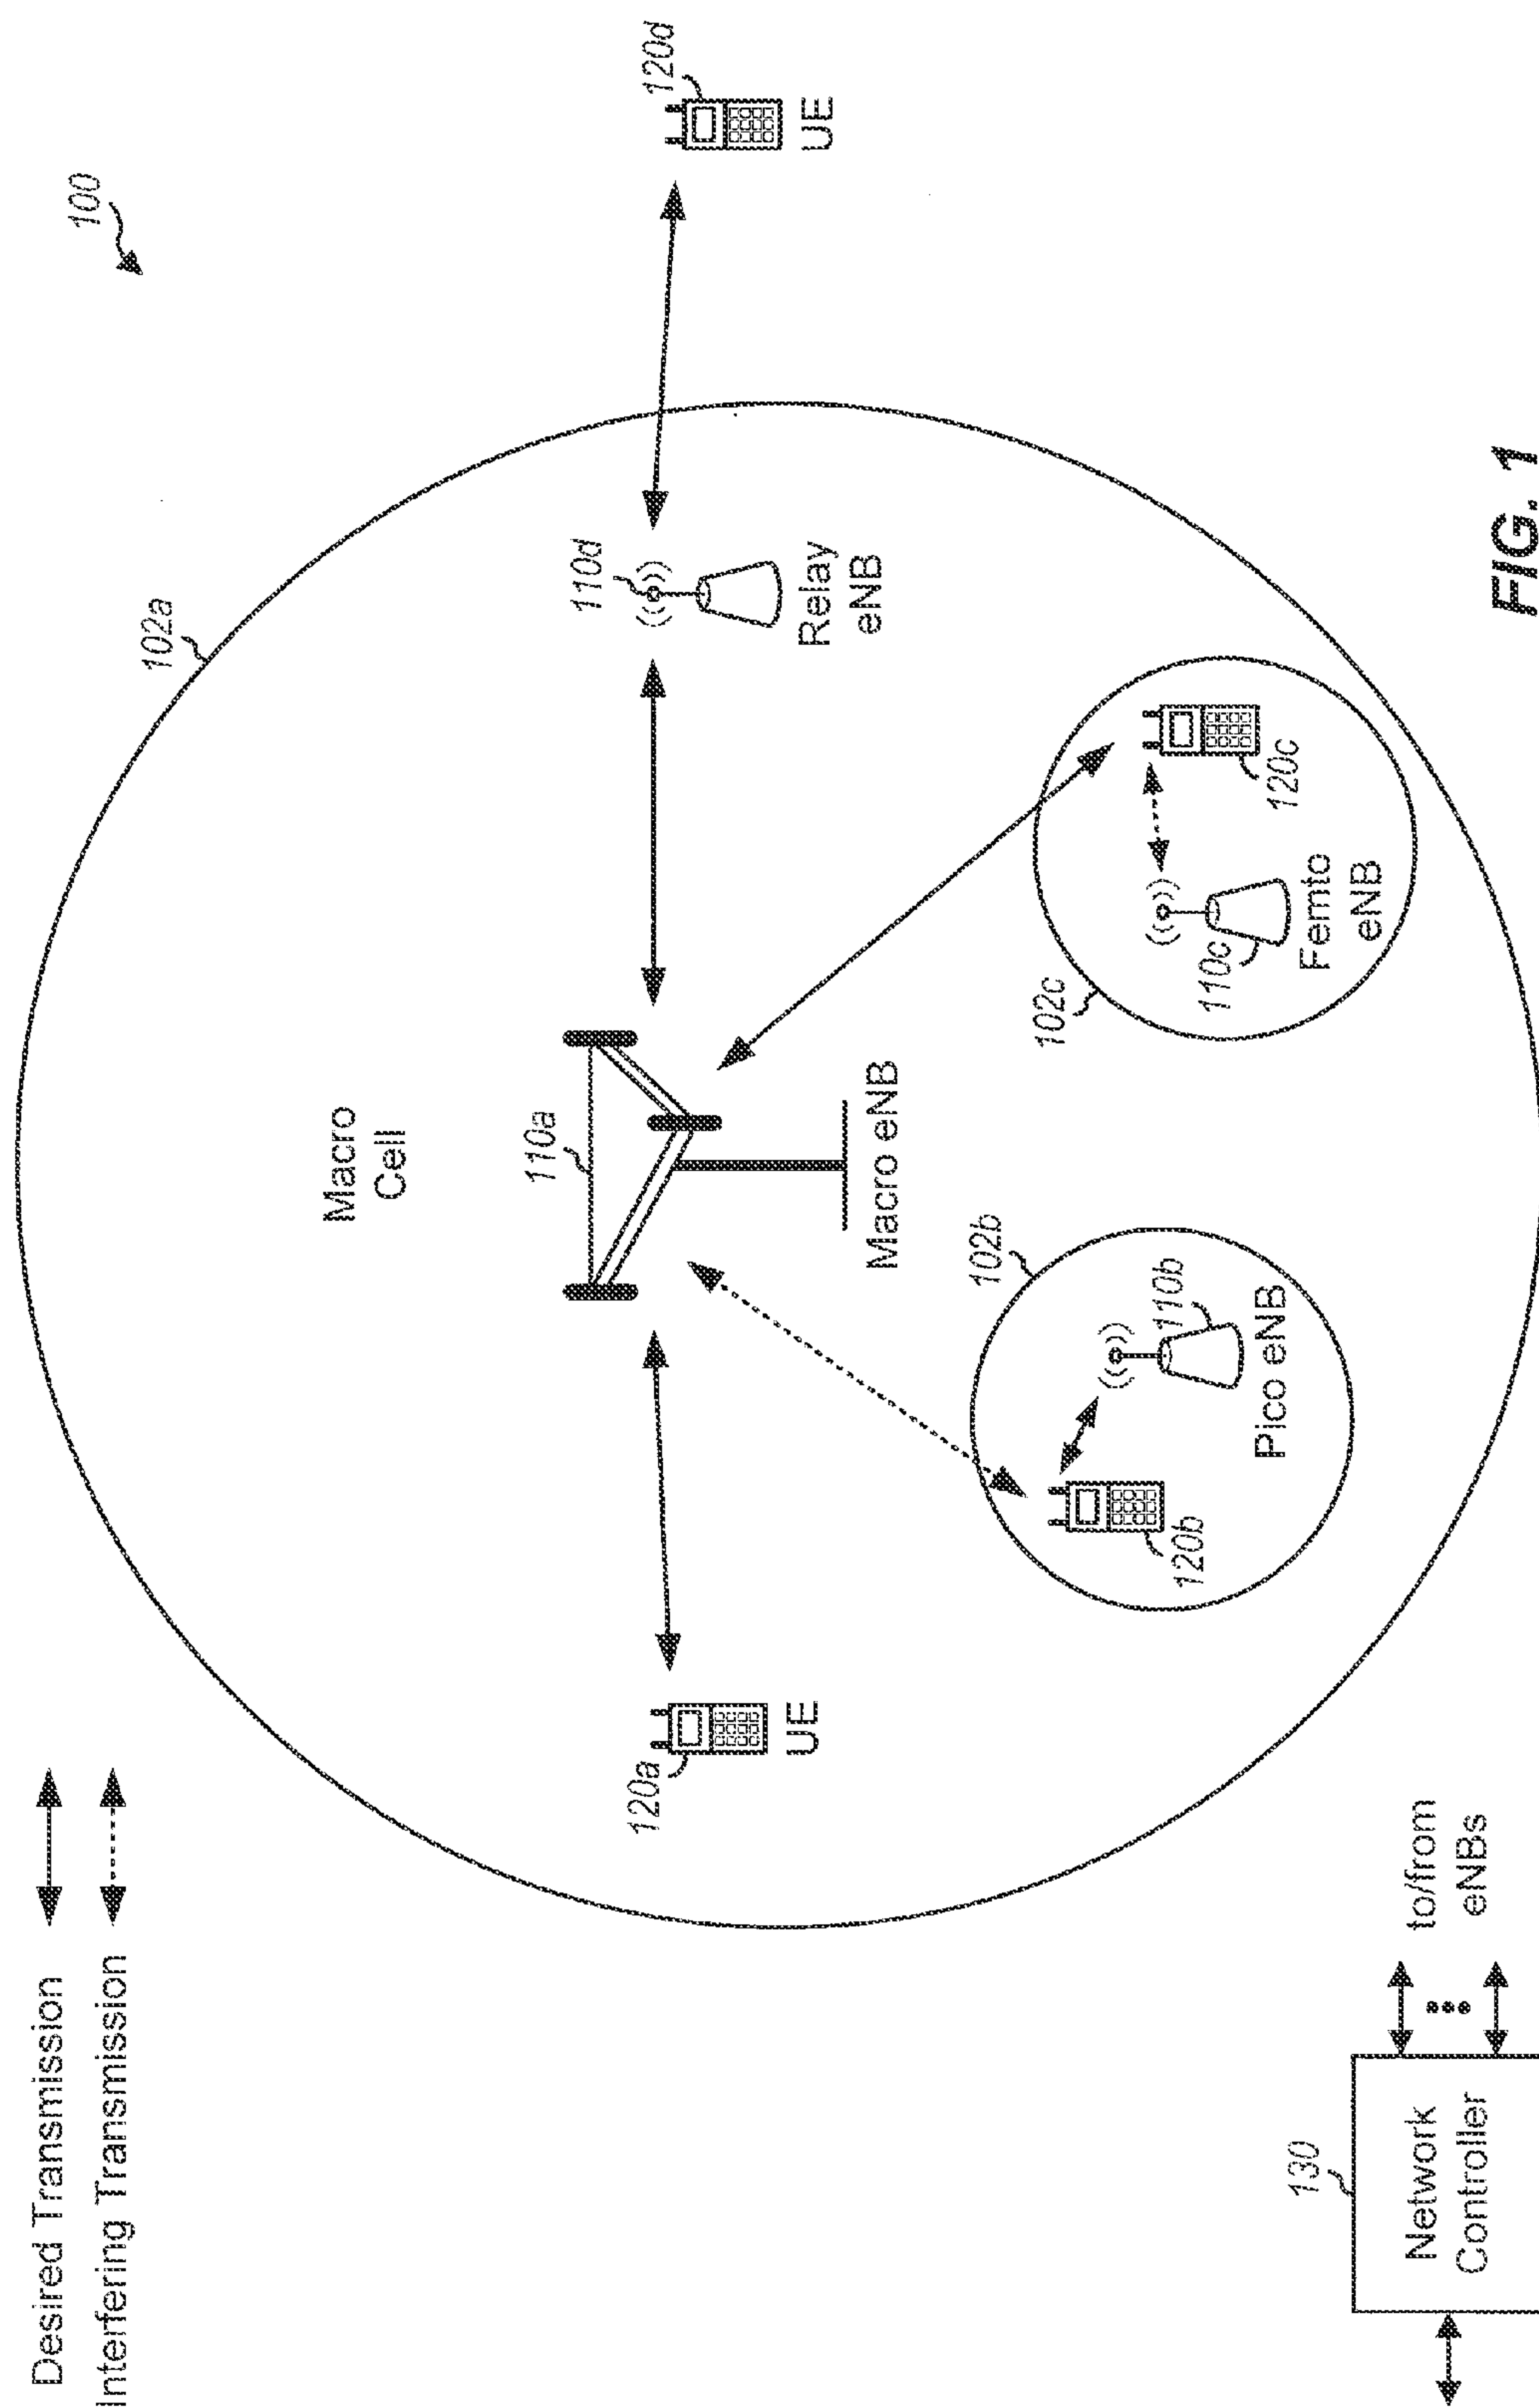 Desired Transmission
Interfering Transmission
100
102a
Macro
Cell
110a
Macro eNB
110d
Relay
eNB
120d
UE
120a
UE
102b
110b
Pico eNB
120b
102c
110c
Femto
eNB
120c
130
Network
Controller
to/from
eNBs
FIG. 1